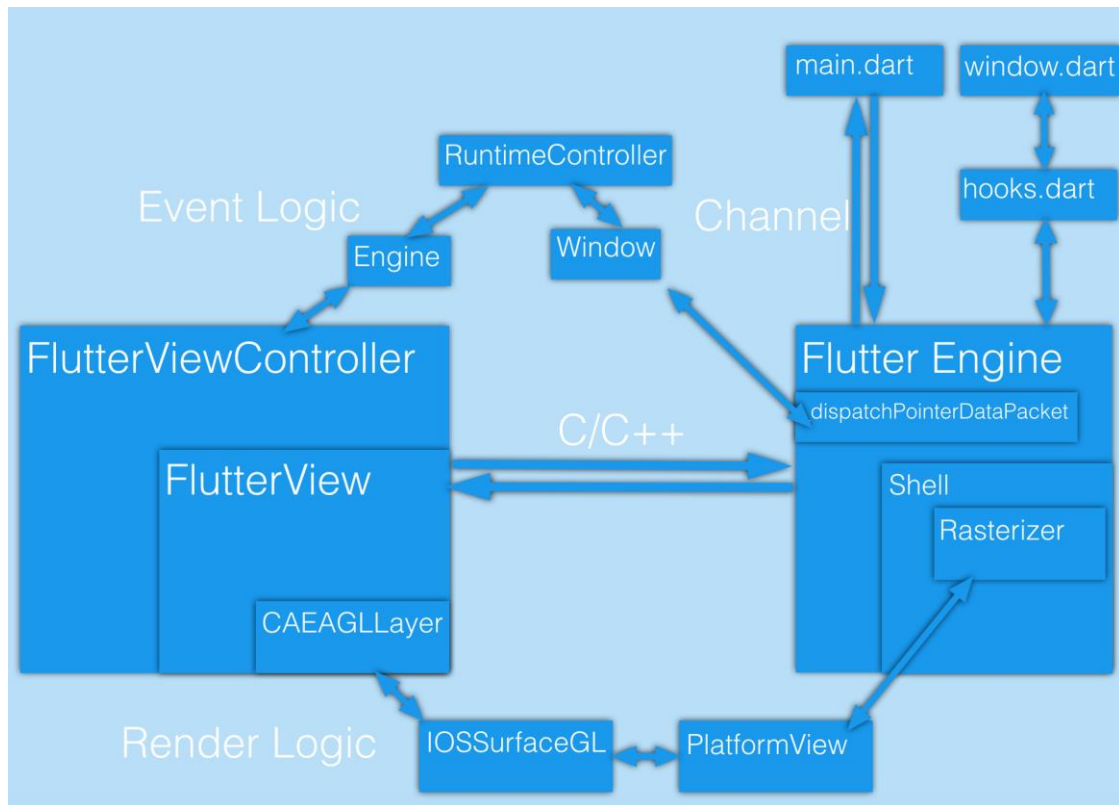 main.dart
window.dart
RuntimeController
hooks.dart
Event Logic
Channel
Engine
Window
FlutterViewController
Flutter Engine
dispatchPointerDataPacket
C/C++
FlutterView
Shell
Rasterizer
CAEAGLLayer
Render Logic
IOSSurfaceGL
PlatformView